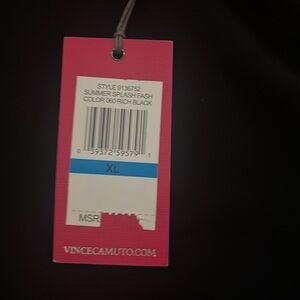 STYLE 9136752
SUMMER SPLASH FASH
COLOR 060 RICH BLACK
0 39372 59579 1
XL
MSR
VINCECAMUTO.COM